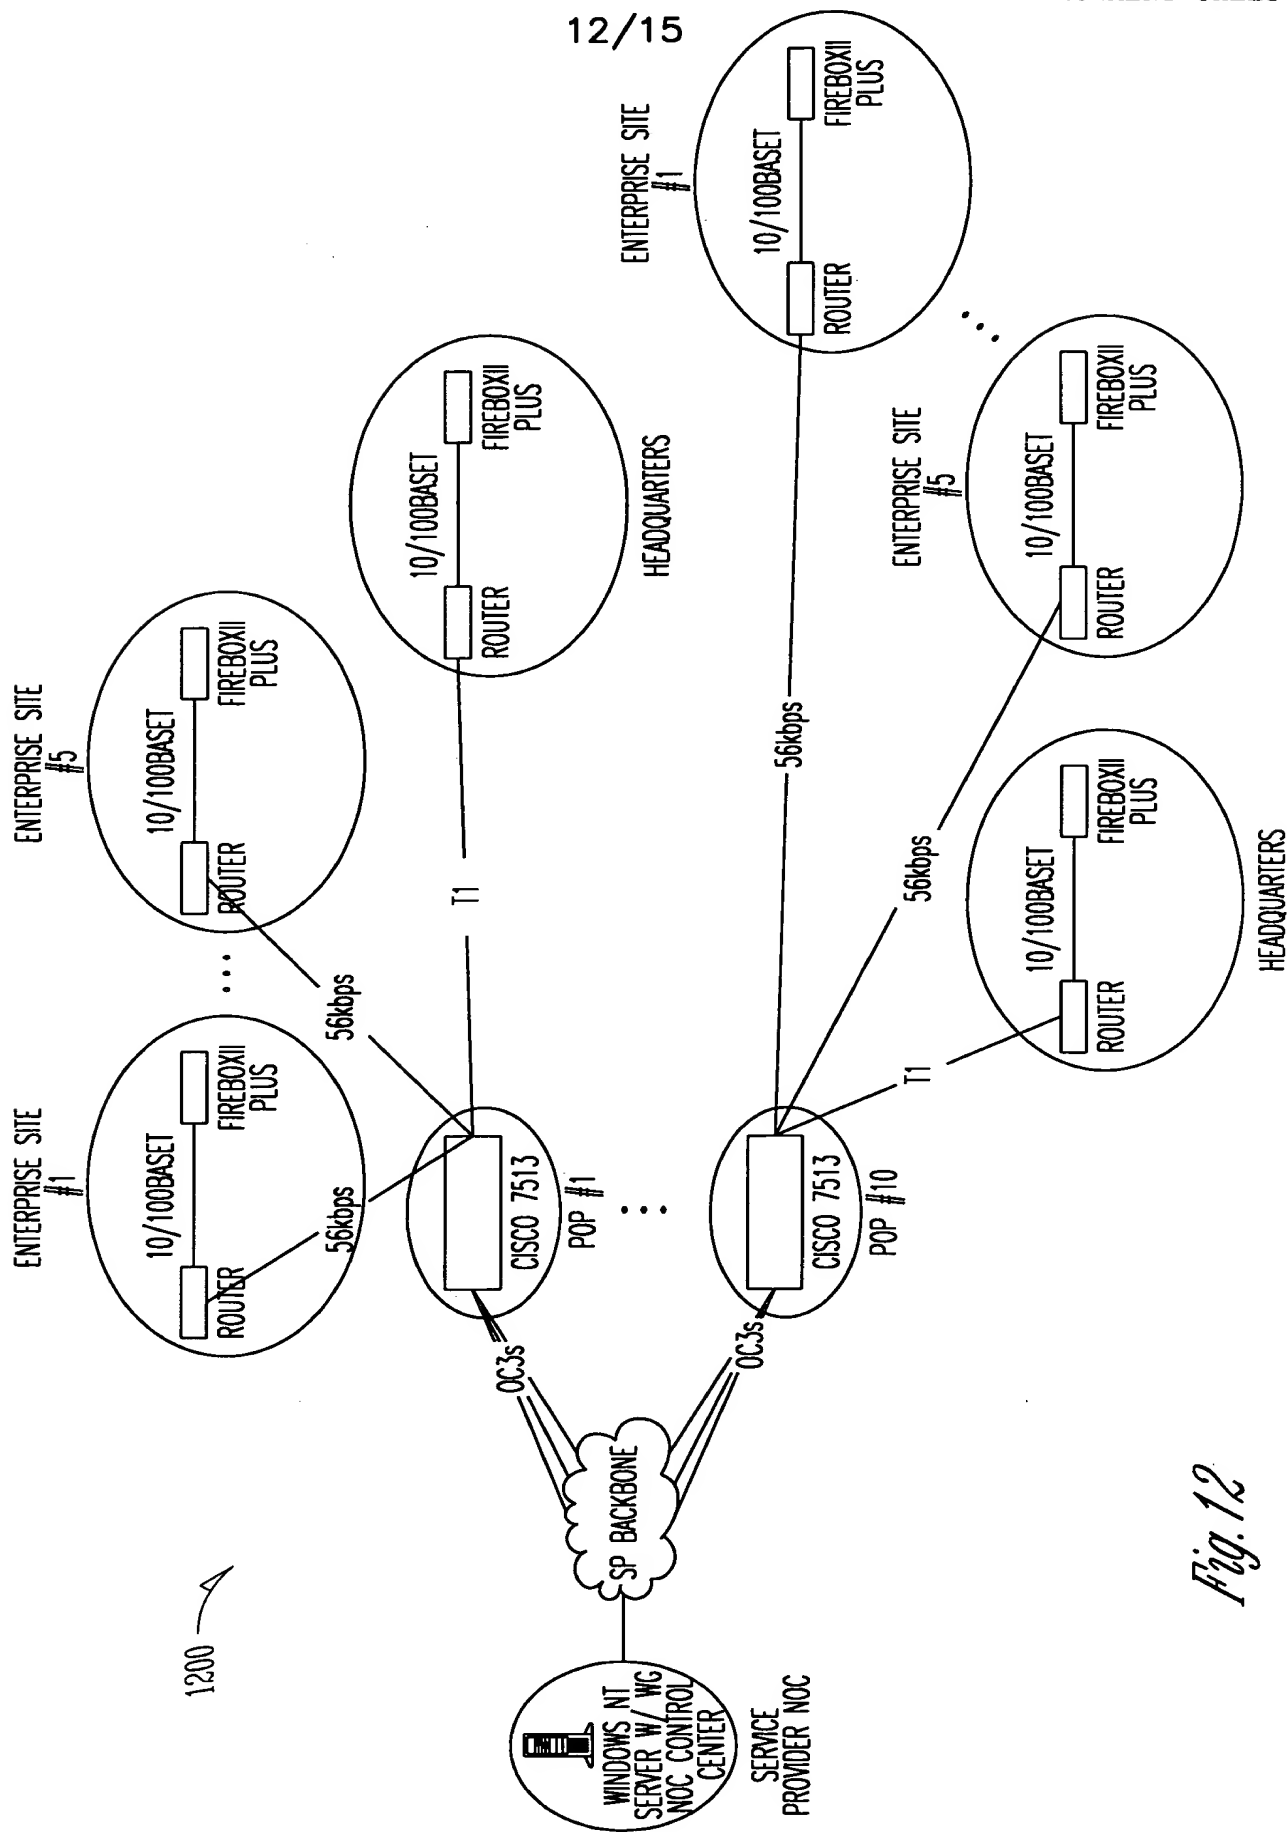 12/15
1200
ENTERPRISE SITE
#1
10/100BASET
ROUTER
FIREBOXII
PLUS
56kbps
...
ENTERPRISE SITE
#5
10/100BASET
ROUTER
FIREBOXII
PLUS
56kbps
T1
10/100BASET
ROUTER
FIREBOXII
PLUS
HEADQUARTERS
CISCO 7513
POP #1
...
OC3s
SP BACKBONE
WINDOWS NT
SERVER W/ WG
NOC CONTROL
CENTER
SERVICE
PROVIDER NOC
OC3s
CISCO 7513
POP #10
56kbps
ENTERPRISE SITE
#1
10/100BASET
ROUTER
FIREBOXII
PLUS
...
56kbps
ENTERPRISE SITE
#5
10/100BASET
ROUTER
FIREBOXII
PLUS
T1
10/100BASET
ROUTER
FIREBOXII
PLUS
HEADQUARTERS
Fig. 12